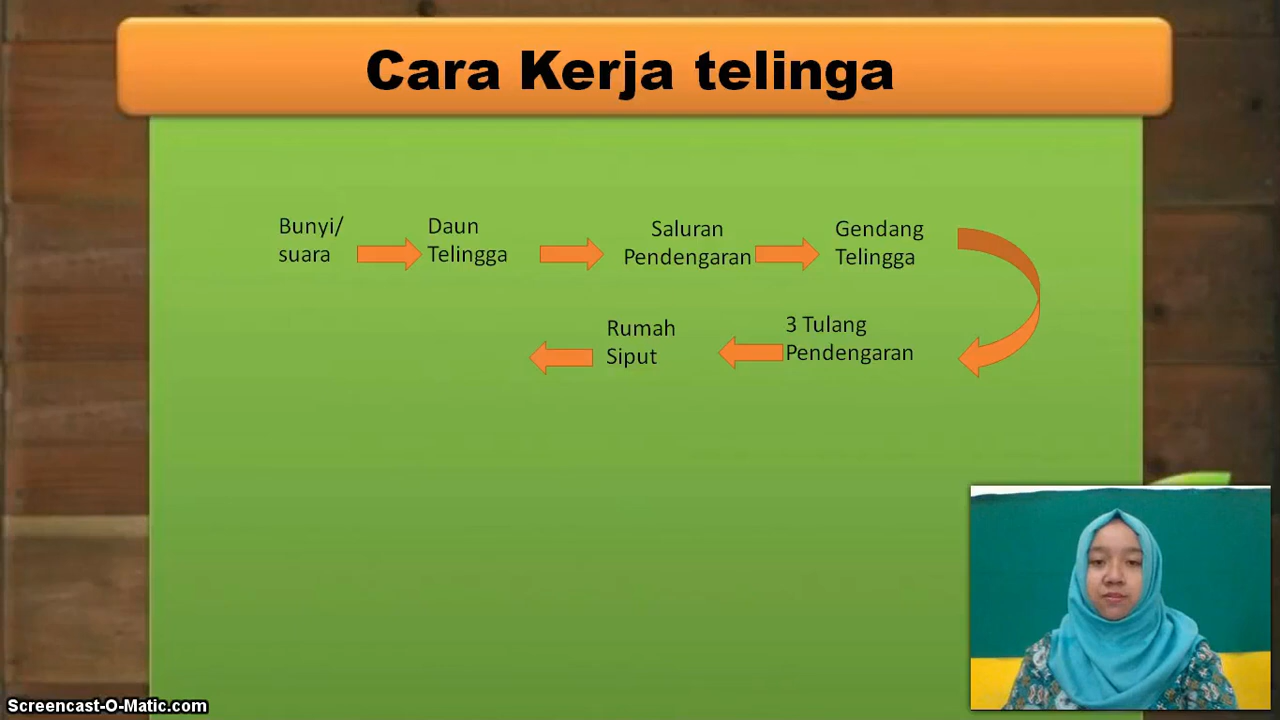 Cara Kerja telinga
Bunyi/
suara
Daun
Telingga
Saluran
Pendengaran
Gendang
Telingga
3 Tulang
Pendengaran
Rumah
Siput
Screencast-O-Matic.com